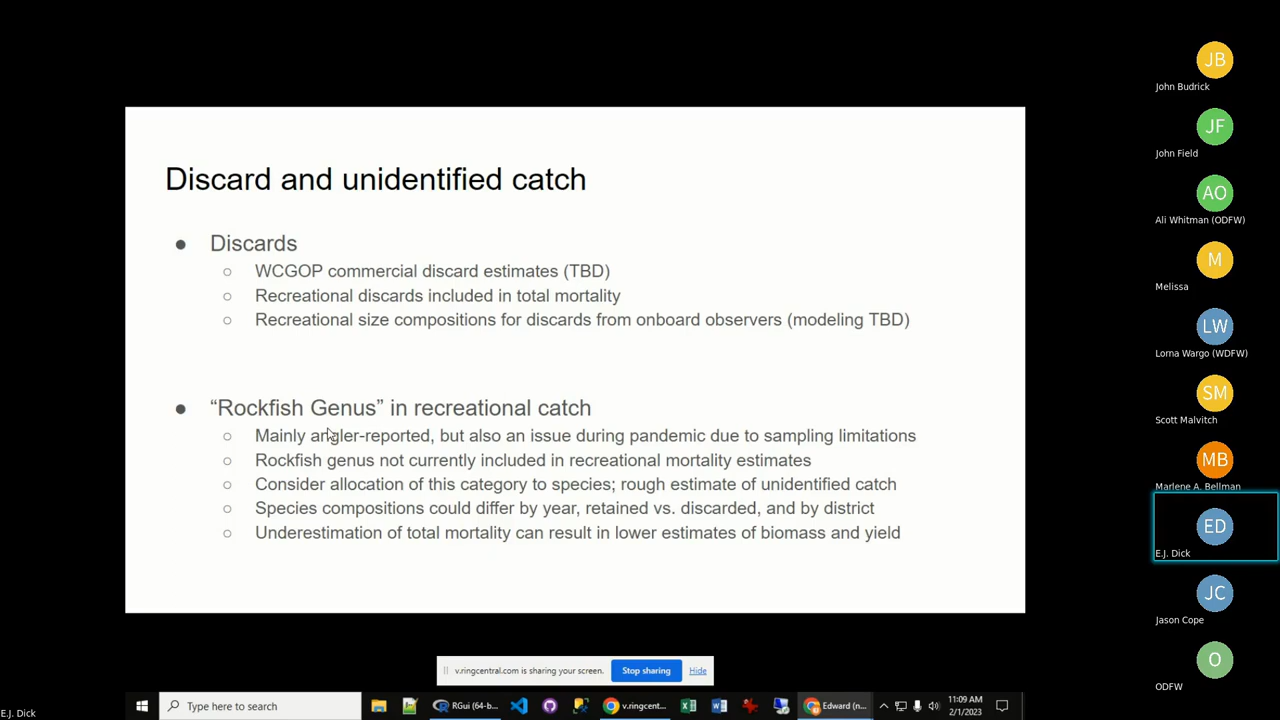 Discard and unidentified catch
● Discards
○ WCGOP commercial discard estimates (TBD)
○ Recreational discards included in total mortality
○ Recreational size compositions for discards from onboard observers (modeling TBD)
● “Rockfish Genus” in recreational catch
○ Mainly angler-reported, but also an issue during pandemic due to sampling limitations
○ Rockfish genus not currently included in recreational mortality estimates
○ Consider allocation of this category to species; rough estimate of unidentified catch
○ Species compositions could differ by year, retained vs. discarded, and by district
○ Underestimation of total mortality can result in lower estimates of biomass and yield
JB
John Budrick
JF
John Field
AO
Ali Whitman (ODFW)
M
Melissa
LW
Lorna Wargo (WDFW)
SM
Scott Malvitch
MB
Marlene A. Bellman
ED
E.J. Dick
JC
Jason Cope
O
ODFW
v.ringcentral.com is sharing your screen. Stop sharing Hide
Type here to search
RGui (64-b...
v.ringcent...
Edward (n...
11:09 AM
2/1/2023
E.J. Dick